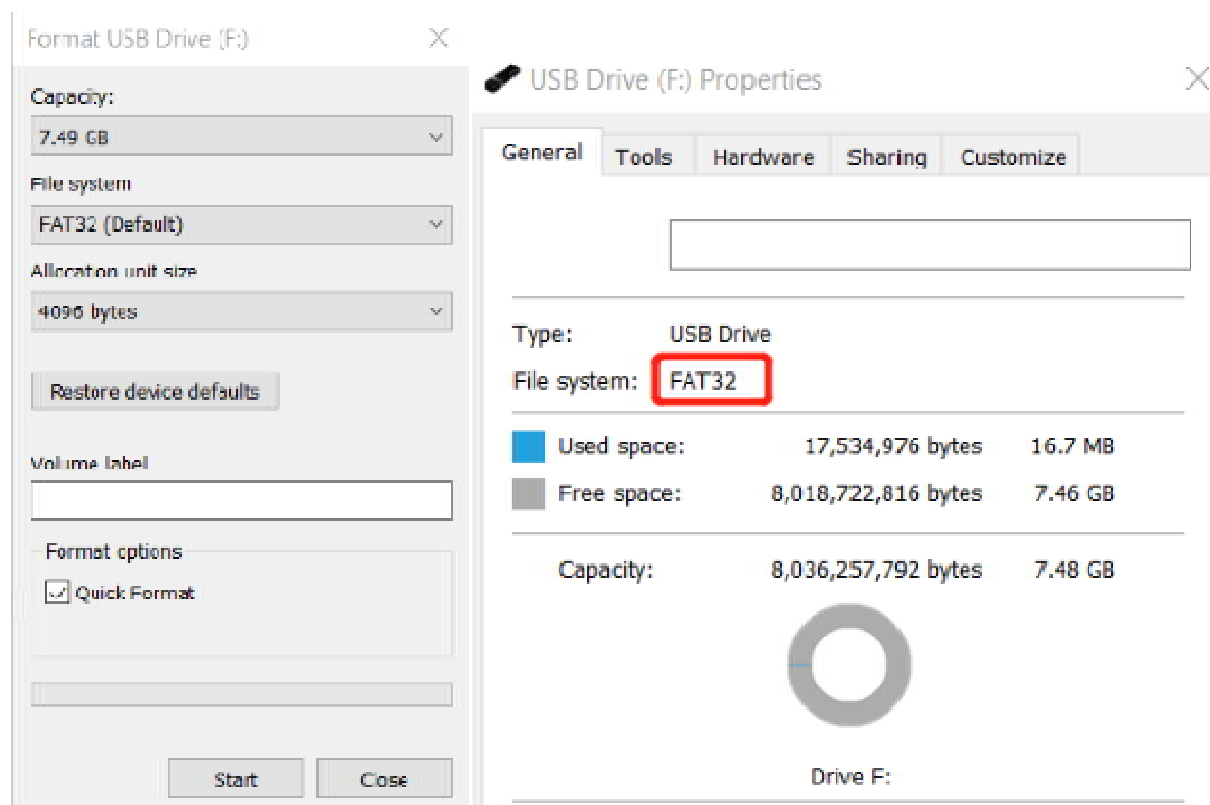 Format USB Drive (F:)
Capacity:
7.49 GB
File system
FAT32 (Default)
Allocation unit size
4096 bytes
Restore device defaults
Volume label
Format options
Quick Format
Start Close
USB Drive (F:) Properties
General Tools Hardware Sharing Customize
Type: USB Drive
File system: FAT32
Used space: 17,534,976 bytes 16.7 MB
Free space: 8,018,722,816 bytes 7.46 GB
Capacity: 8,036,257,792 bytes 7.48 GB
Drive F: